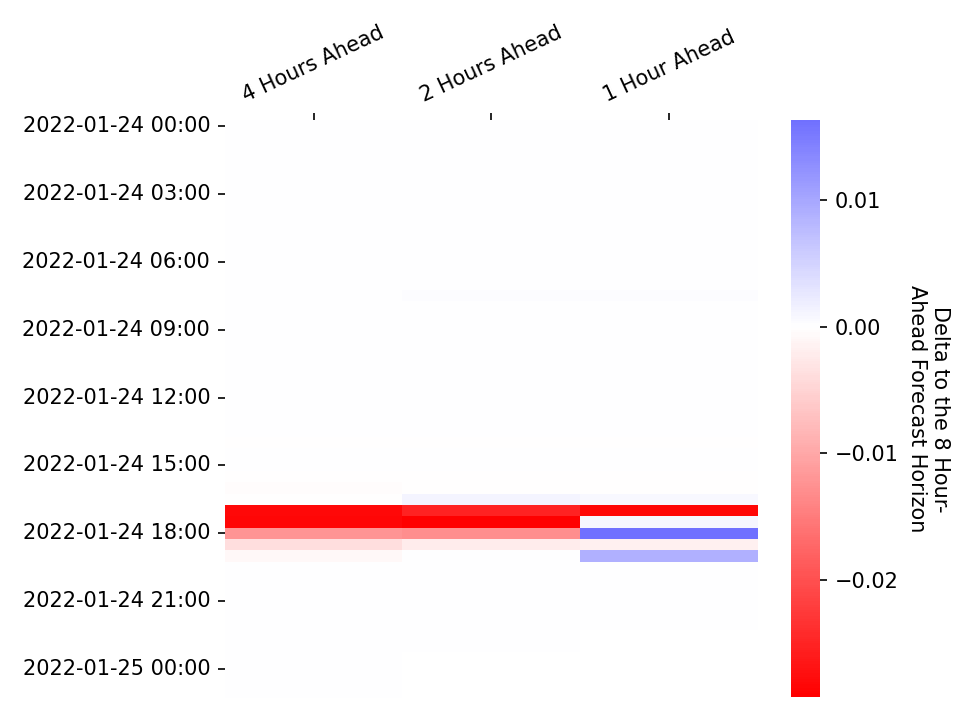 4 Hours Ahead
2 Hours Ahead
1 Hour Ahead
2022-01-24 00:00
2022-01-24 03:00
2022-01-24 06:00
2022-01-24 09:00
2022-01-24 12:00
2022-01-24 15:00
2022-01-24 18:00
2022-01-24 21:00
2022-01-25 00:00
0.01
0.00
−0.01
−0.02
Delta to the 8 Hour-
Ahead Forecast Horizon